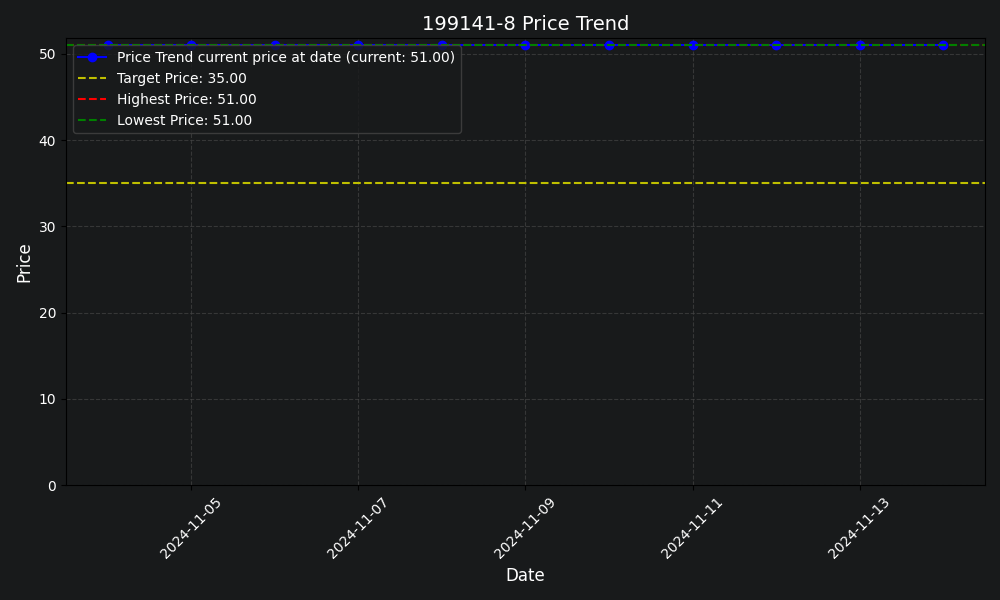 199141-8 Price Trend
Price Trend current price at date (current: 51.00)
Target Price: 35.00
Highest Price: 51.00
Lowest Price: 51.00
50
40
30
20
10
0
Price
2024-11-05
2024-11-07
2024-11-09
2024-11-11
2024-11-13
Date